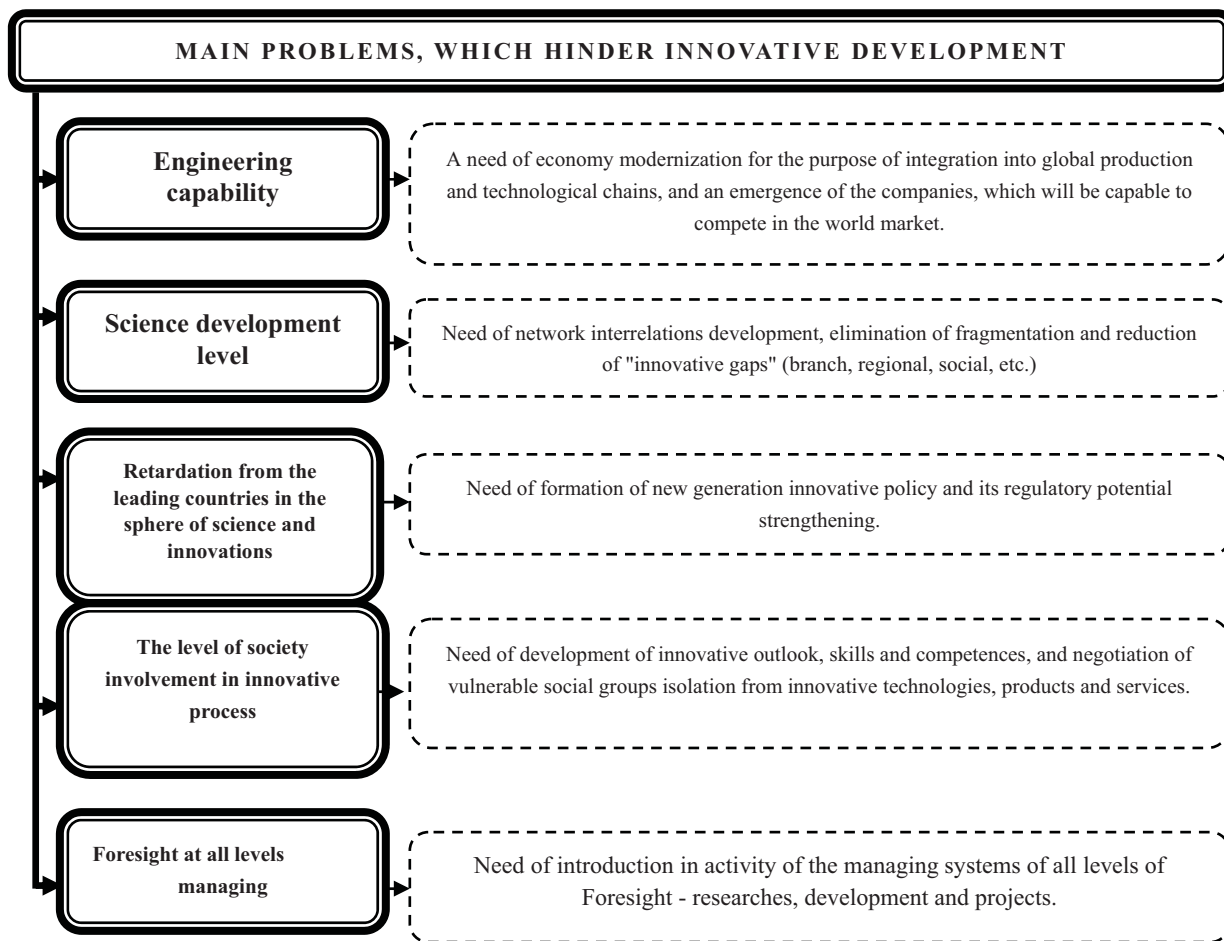 MAIN PROBLEMS, WHICH HINDER INNOVATIVE DEVELOPMENT
Engineering
capability
A need of economy modernization for the purpose of integration into global production
and technological chains, and an emergence of the companies, which will be capable to
compete in the world market.
Science development
level
Need of network interrelations development, elimination of fragmentation and reduction
of "innovative gaps" (branch, regional, social, etc.)
Retardation from the
leading countries in the
sphere of science and
innovations
Need of formation of new generation innovative policy and its regulatory potential
strengthening.
The level of society
involvement in innovative
process
Need of development of innovative outlook, skills and competences, and negotiation of
vulnerable social groups isolation from innovative technologies, products and services.
Foresight at all levels
managing
Need of introduction in activity of the managing systems of all levels of
Foresight - researches, development and projects.